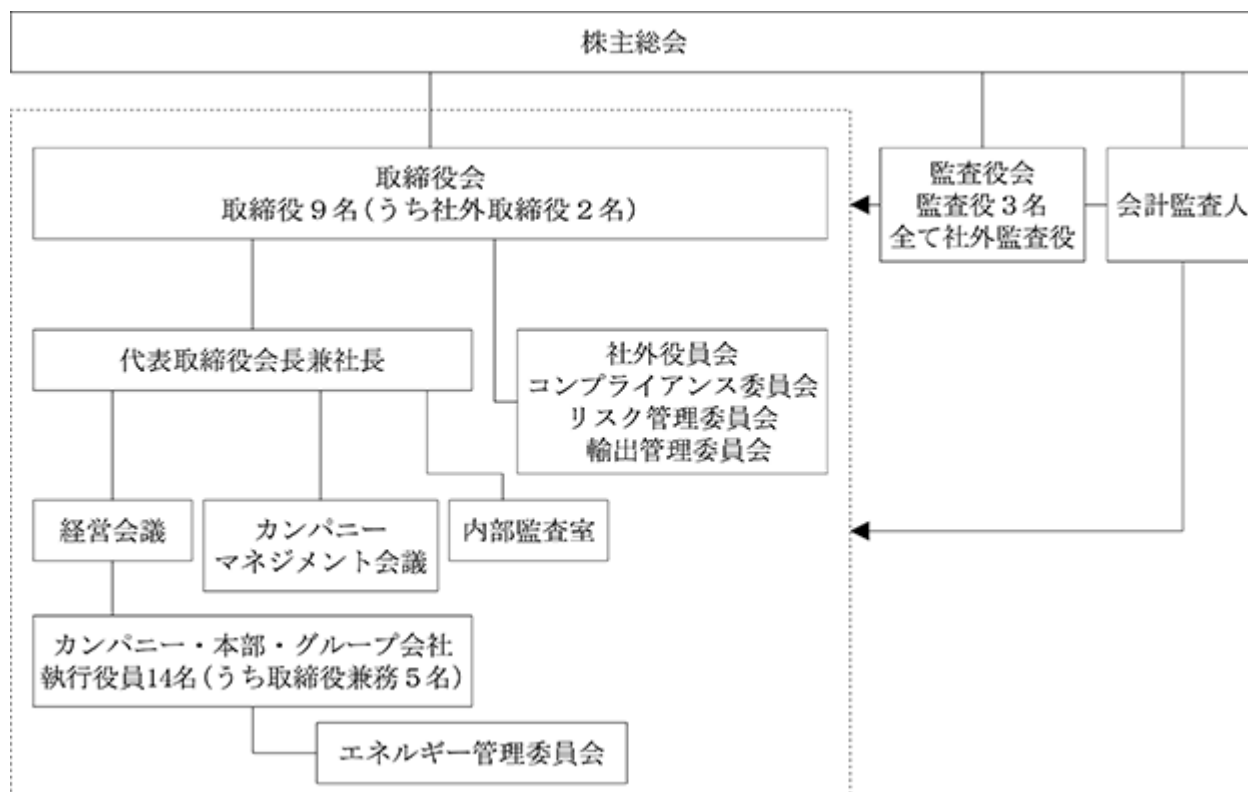 株主総会
取締役会
取締役9名(うち社外取締役2名)
監査役会
監査役3名
全て社外監査役
会計監査人
代表取締役会長兼社長
社外役員会
コンプライアンス委員会
リスク管理委員会
輸出管理委員会
経営会議
カンパニー
マネジメント会議
内部監査室
カンパニー・本部・グループ会社
執行役員14名(うち取締役兼務5名)
エネルギー管理委員会